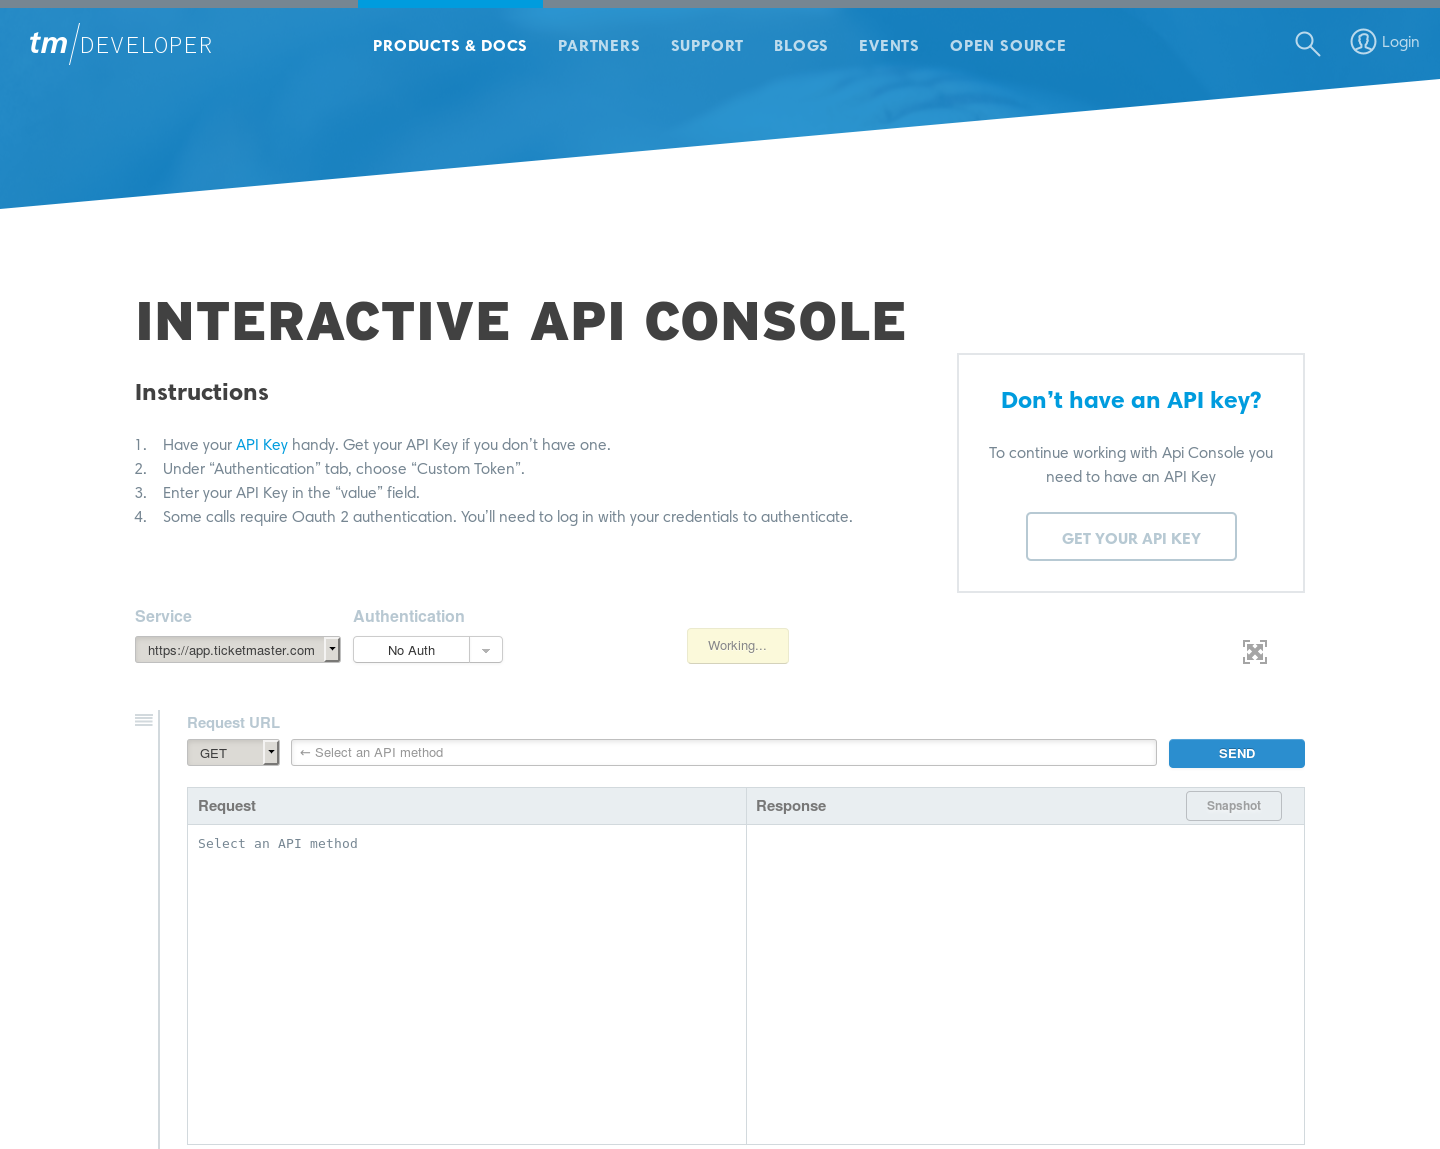 tm/DEVELOPER
PRODUCTS & DOCS
PARTNERS
SUPPORT
BLOGS
EVENTS
OPEN SOURCE
Login
INTERACTIVE API CONSOLE
Instructions
1. Have your API Key handy. Get your API Key if you don’t have one.
2. Under “Authentication” tab, choose “Custom Token”.
3. Enter your API Key in the “value” field.
4. Some calls require Oauth 2 authentication. You’ll need to log in with your credentials to authenticate.
Don’t have an API key?
To continue working with Api Console you
need to have an API Key
GET YOUR API KEY
Service
Authentication
https://app.ticketmaster.com
No Auth
Working...
Request URL
GET
← Select an API method
SEND
Request
Response
Snapshot
Select an API method